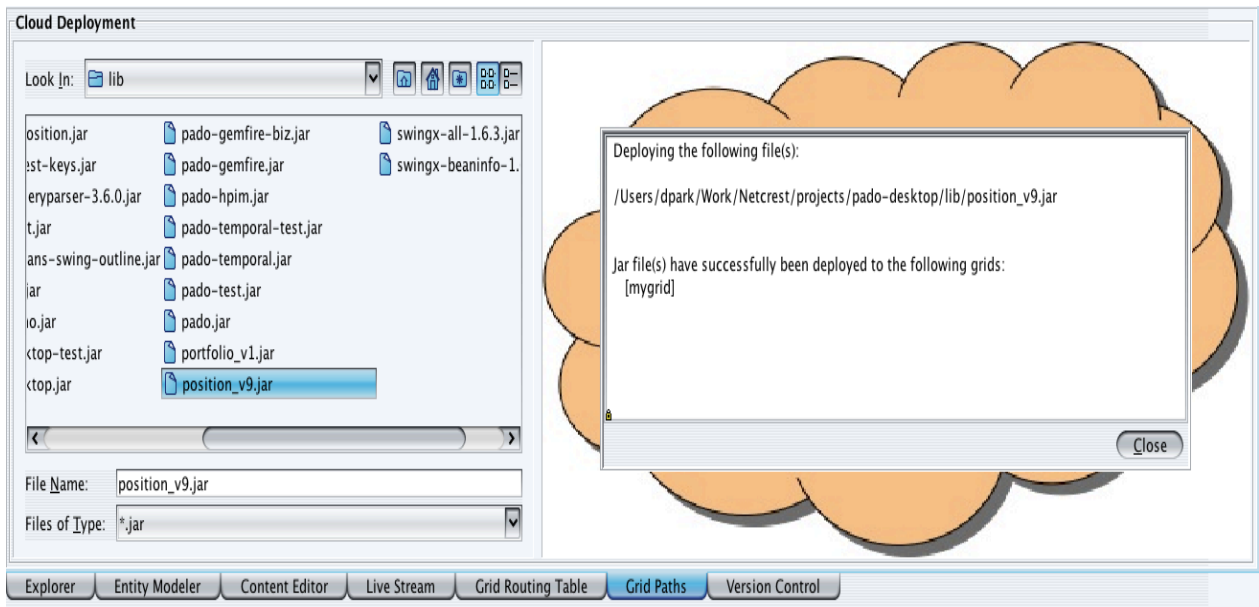 Cloud Deployment
Look In: lib
osition.jar
est-keys.jar
eryparser-3.6.0.jar
t.jar
ans-swing-outline.jar
jar
io.jar
ktop-test.jar
ktop.jar
pado-gemfire-biz.jar
pado-gemfire.jar
pado-hpim.jar
pado-temporal-test.jar
pado-temporal.jar
pado-test.jar
pado.jar
portfolio_v1.jar
position_v9.jar
swingx-all-1.6.3.jar
swingx-beaninfo-1.
File Name: position_v9.jar
Files of Type: *.jar
Deploying the following file(s):
/Users/dpark/Work/Netcrest/projects/pado-desktop/lib/position_v9.jar
Jar file(s) have successfully been deployed to the following grids:
[mygrid]
Close
Explorer Entity Modeler Content Editor Live Stream Grid Routing Table Grid Paths Version Control